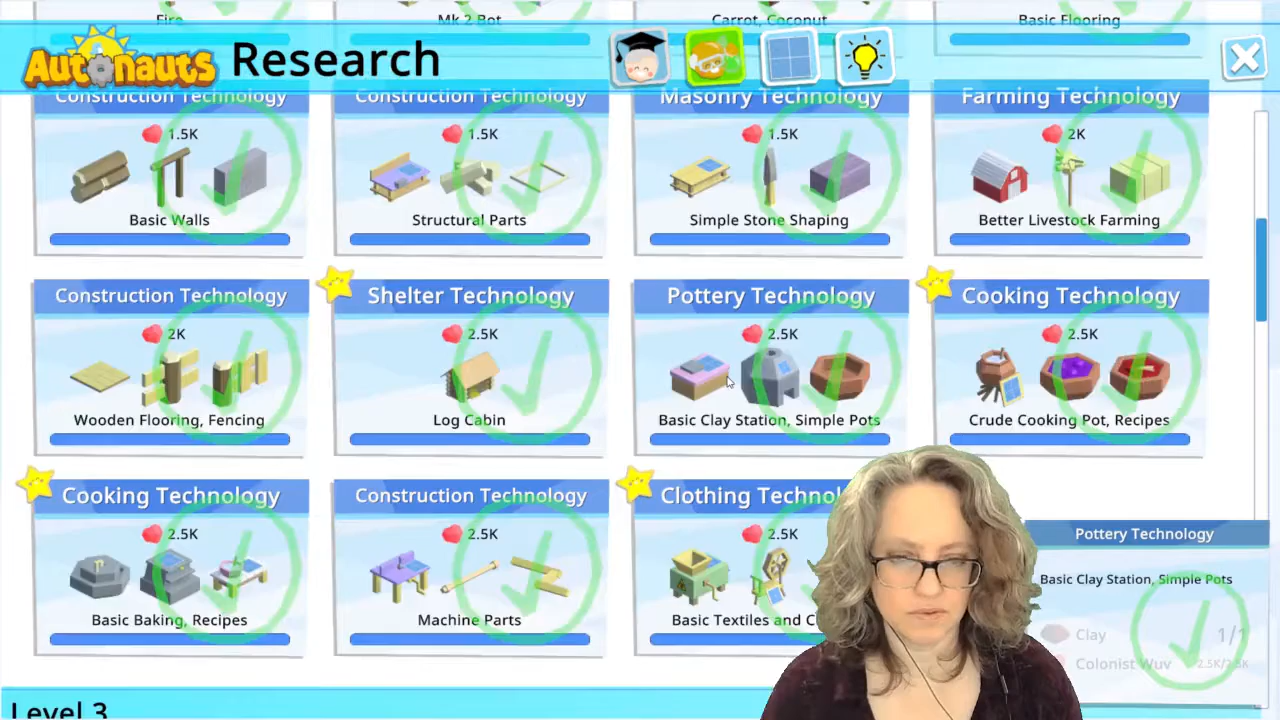 Fire
Mk 2 Bot
Carrot, Coconut
Basic Flooring
Autonauts
Research
Construction Technology
Construction Technology
Masonry Technology
Farming Technology
1.5K
1.5K
1.5K
2K
Basic Walls
Structural Parts
Simple Stone Shaping
Better Livestock Farming
Construction Technology
Shelter Technology
Pottery Technology
Cooking Technology
2K
2.5K
2.5K
2.5K
Wooden Flooring, Fencing
Log Cabin
Basic Clay Station, Simple Pots
Crude Cooking Pot, Recipes
Cooking Technology
Construction Technology
Clothing Technol
2.5K
2.5K
2.5K
Basic Baking, Recipes
Machine Parts
Basic Textiles and C
Pottery Technology
Basic Clay Station, Simple Pots
Clay 1/1
Colonist Wuv 2.5K/2.5K
Level 3